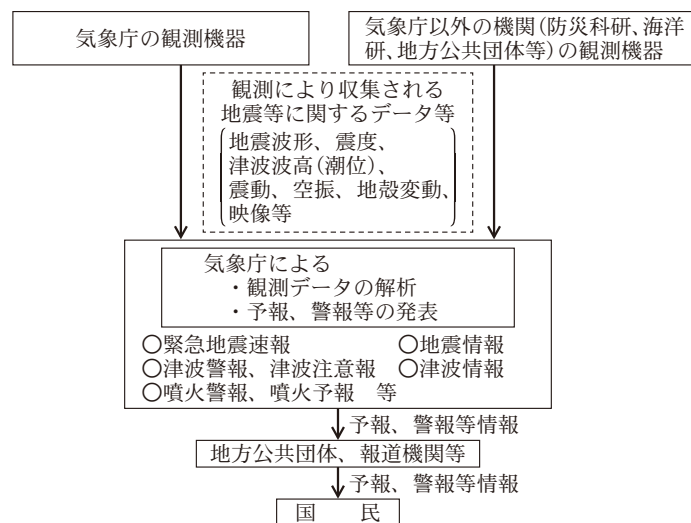 気象庁の観測機器
気象庁以外の機関(防災科研、海洋
研、地方公共団体等)の観測機器
観測により収集される
地震等に関するデータ等
地震波形、震度、
津波波高(潮位)、
震動、空振、地殻変動、
映像等
気象庁による
・観測データの解析
・予報、警報等の発表
○緊急地震速報 ○地震情報
○津波警報、津波注意報 ○津波情報
○噴火警報、噴火予報 等
予報、警報等情報
地方公共団体、報道機関等
予報、警報等情報
国 民